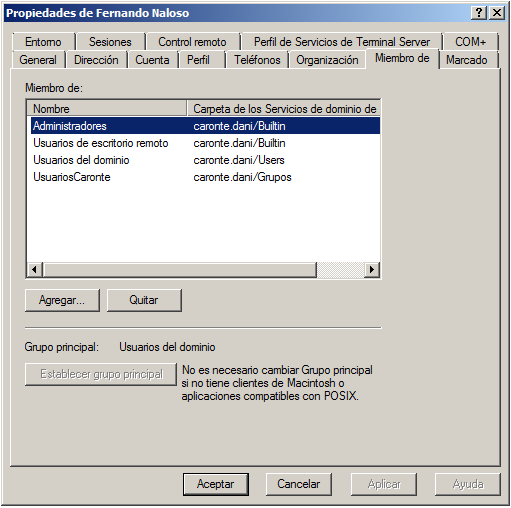 Propiedades de Fernando Naloso
Entorno Sesiones Control remoto Perfil de Servicios de Terminal Server COM+
General Dirección Cuenta Perfil Teléfonos Organización Miembro de Marcado
Miembro de:
Nombre Carpeta de los Servicios de dominio de
Administradores caronte.dani/Builtin
Usuarios de escritorio remoto caronte.dani/Builtin
Usuarios del dominio caronte.dani/Users
UsuariosCaronte caronte.dani/Grupos
Agregar... Quitar
Grupo principal: Usuarios del dominio
Establecer grupo principal
No es necesario cambiar Grupo principal
si no tiene clientes de Macintosh o
aplicaciones compatibles con POSIX.
Aceptar Cancelar Aplicar Ayuda